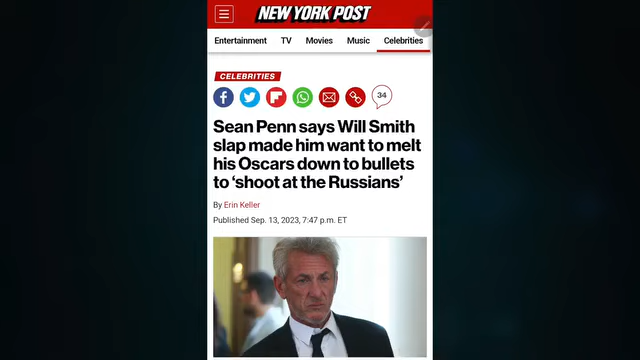 NEW YORK POST
Entertainment TV Movies Music Celebrities
CELEBRITIES
34
Sean Penn says Will Smith
slap made him want to melt
his Oscars down to bullets
to ‘shoot at the Russians’
By Erin Keller
Published Sep. 13, 2023, 7:47 p.m. ET